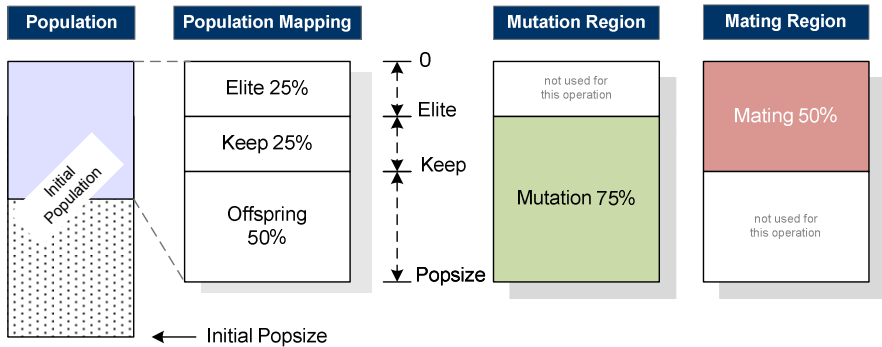 Population
Population Mapping
Mutation Region
Mating Region
0
Elite 25%
Elite
Keep 25%
Keep
Offspring
50%
Popsize
Initial
Population
Initial Popsize
not used for
this operation
Mutation 75%
Mating 50%
not used for
this operation